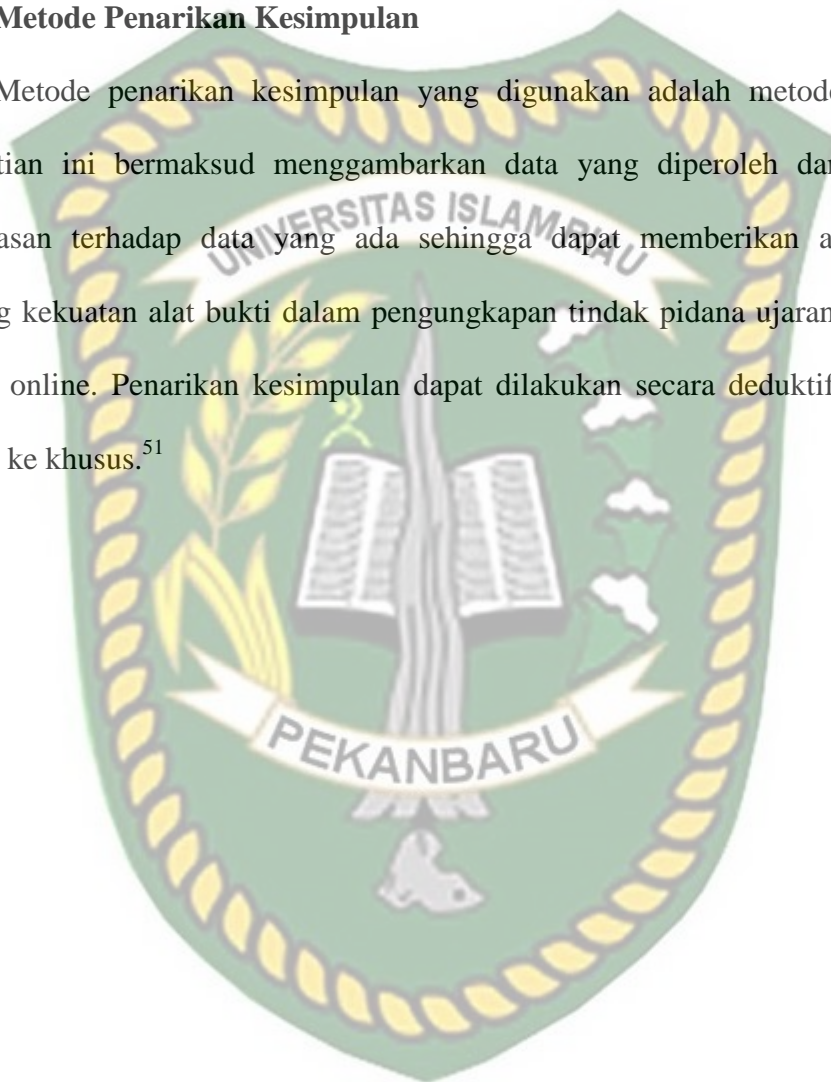 Metode Penarikan Kesimpulan
Metode penarikan kesimpulan yang digunakan adalah metode
tian ini bermaksud menggambarkan data yang diperoleh dar
UNIVERSITAS ISLAM RIAU
asan terhadap data yang ada sehingga dapat memberikan a
g kekuatan alat bukti dalam pengungkapan tindak pidana ujaran
online. Penarikan kesimpulan dapat dilakukan secara deduktif
ke khusus.51
PEKANBARU